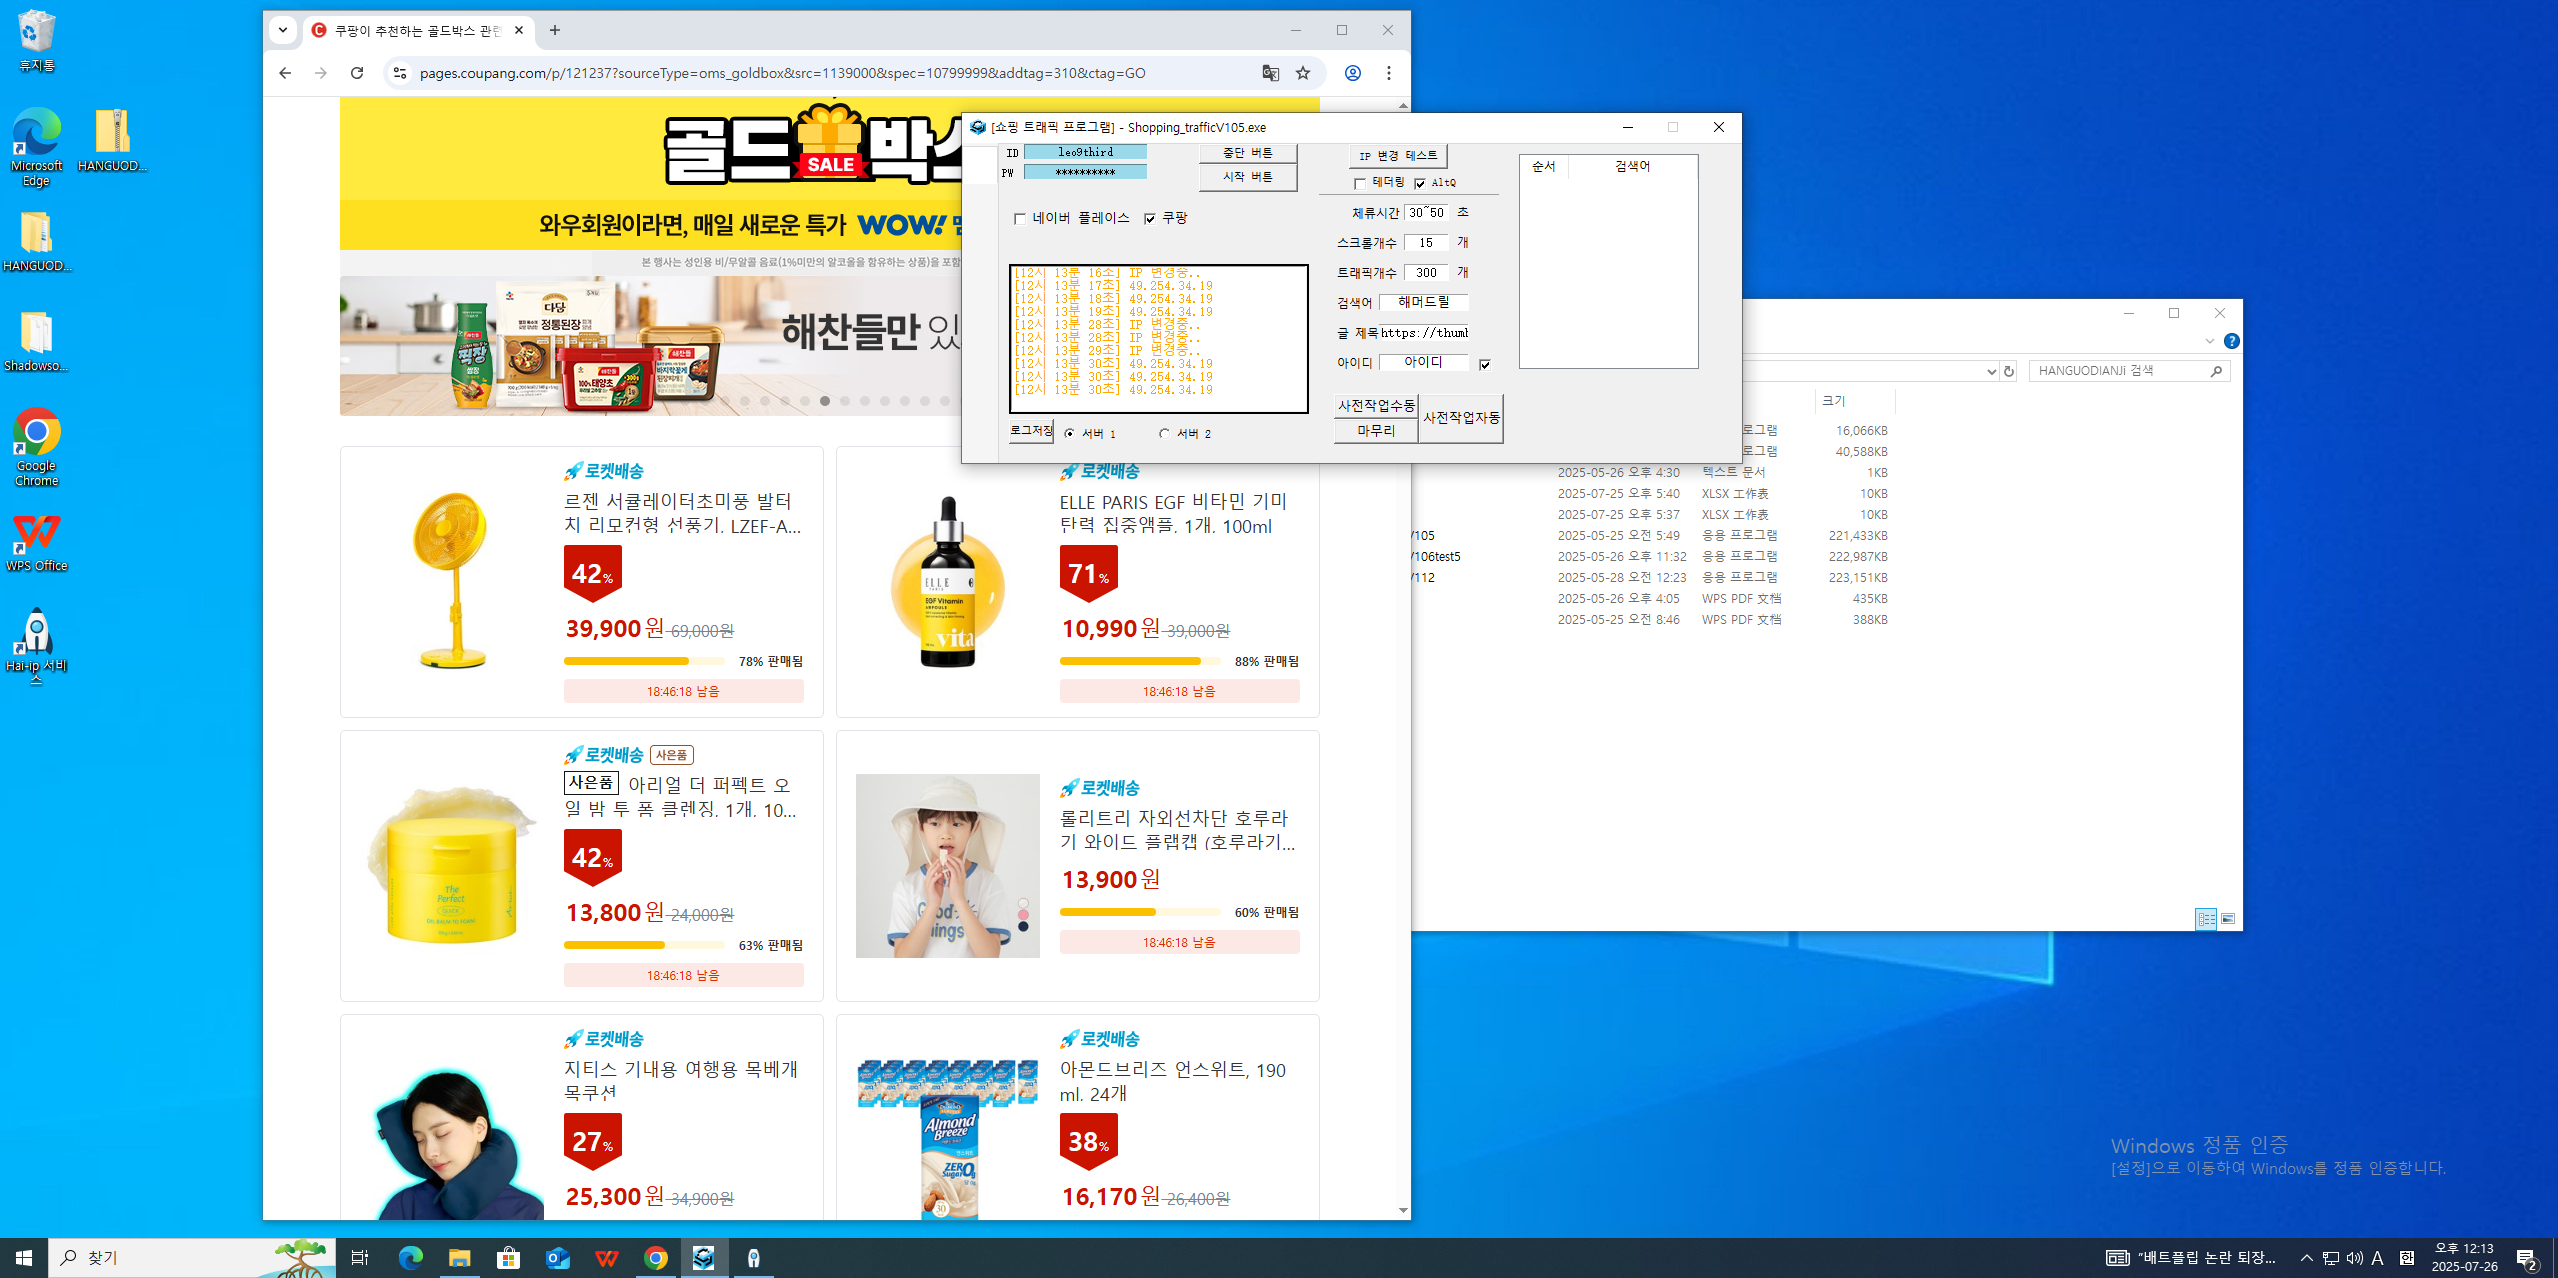 휴지통
Microsoft Edge
HANGUOD...
HANGUOD...
Shadowso...
Google Chrome
WPS Office
Hai-ip 서비스
쿠팡이 추천하는 골드박스 관련
pages.coupang.com/p/121237?sourceType=oms_goldbox&src=1139000&spec=10799999&addtag=310&ctag=GO
골드박스
SALE
와우회원이라면, 매일 새로운 특가 WOW!
본 행사는 성인용 비/무알콜 음료(1%미만의 알코올을 함유하는 상품)을 포함
해찬들만 있
로켓배송
르젠 서큘레이터초미풍 발터
치 리모컨형 선풍기, LZEF-A...
42%
39,900원 69,000원
78% 판매됨
18:46:18 남음
로켓배송
ELLE PARIS EGF 비타민 기미
탄력 집중앰플, 1개, 100ml
71%
10,990원 39,000원
88% 판매됨
18:46:18 남음
ELLE
PARIS
EGF Vitamin
AMPOULE
vita
로켓배송 사은품
사은품 아리얼 더 퍼펙트 오
일 밤 투 폼 클렌징, 1개, 10...
42%
13,800원 24,000원
63% 판매됨
18:46:18 남음
The
Perfect
로켓배송
롤리트리 자외선차단 호루라
기 와이드 플랩캡 (호루라기...
13,900원
60% 판매됨
18:46:18 남음
로켓배송
지티스 기내용 여행용 목베개
목쿠션
27%
25,300원 34,900원
로켓배송
아몬드브리즈 언스위트, 190
ml, 24개
38%
16,170원 26,400원
Almond
Breeze
ZERO
Sugar 0g
30
[쇼핑 트래픽 프로그램] - Shopping_trafficV105.exe
ID leo9third
PW **********
중단 버튼
시작 버튼
네이버 플레이스 쿠팡
[12시 13분 16초] IP 변경중..
[12시 13분 17초] 49.254.34.19
[12시 13분 18초] 49.254.34.19
[12시 13분 19초] 49.254.34.19
[12시 13분 28초] IP 변경중..
[12시 13분 28초] IP 변경중..
[12시 13분 29초] IP 변경중..
[12시 13분 30초] 49.254.34.19
[12시 13분 30초] 49.254.34.19
[12시 13분 30초] 49.254.34.19
로그저장 서버 1 서버 2
IP 변경 테스트
테더링 AltQ
체류시간 30~50 초
스크롤개수 15 개
트래픽개수 300 개
검색어 해머드릴
글 제목 https://thumb
아이디 아이디
사전작업수동
마무리
사전작업자동
순서 검색어
HANGUODIANJi 검색
크기
로그램 16,066KB
로그램 40,588KB
2025-05-26 오후 4:30 텍스트 문서 1KB
2025-07-25 오후 5:40 XLSX 工作表 10KB
2025-07-25 오후 5:37 XLSX 工作表 10KB
/105 2025-05-25 오전 5:49 응용 프로그램 221,433KB
/106test5 2025-05-26 오후 11:32 응용 프로그램 222,987KB
/112 2025-05-28 오전 12:23 응용 프로그램 223,151KB
2025-05-26 오후 4:05 WPS PDF 文档 435KB
2025-05-25 오전 8:46 WPS PDF 文档 388KB
Windows 정품 인증
[설정]으로 이동하여 Windows를 정품 인증합니다.
찾기
"배트플립 논란 퇴장...
A 한
오후 12:13
2025-07-26
2